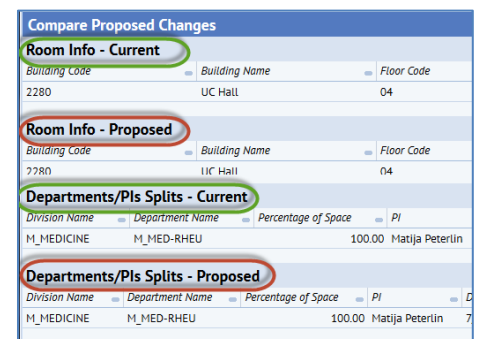 Compare Proposed Changes
Room Info - Current
Building Code Building Name Floor Code
2280 UC Hall 04
Room Info - Proposed
Building Code Building Name Floor Code
2280 UC Hall 04
Departments/PIs Splits - Current
Division Name Department Name Percentage of Space PI
M_MEDICINE M_MED-RHEU 100.00 Matija Peterlin
Departments/PIs Splits - Proposed
Division Name Department Name Percentage of Space PI D
M_MEDICINE M_MED-RHEU 100.00 Matija Peterlin 7